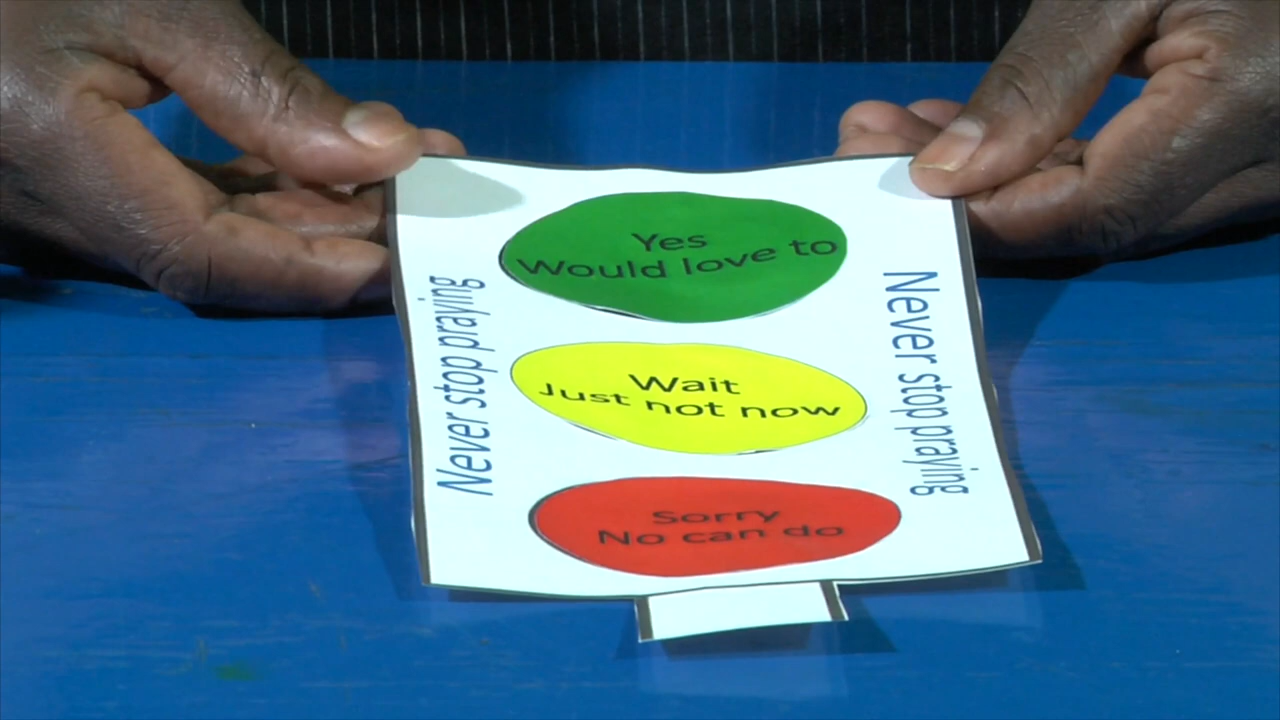 Yes
Would love to
Never stop praying
Never stop praying
Wait
Just not now
Sorry
No can do